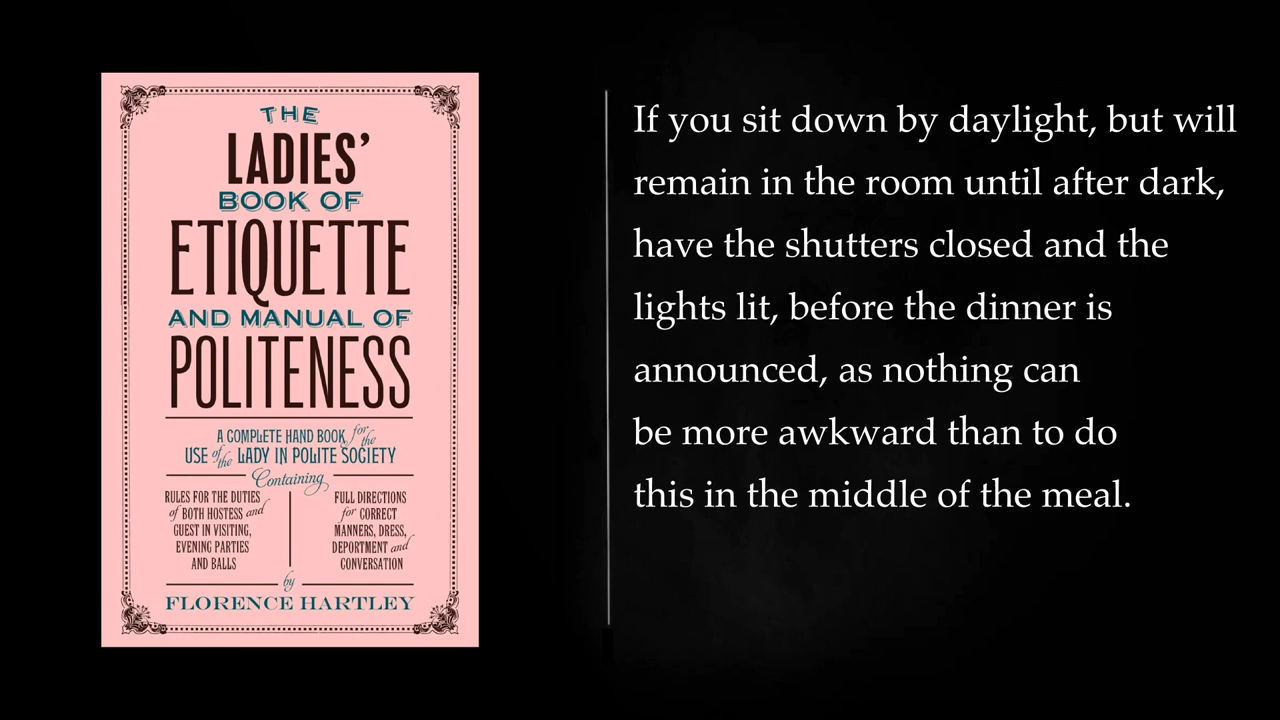 THE
LADIES'
BOOK OF
ETIQUETTE
AND MANUAL OF
POLITENESS
A COMPLETE HAND BOOK for the
USE of the LADY IN POLITE SOCIETY
Containing
RULES FOR THE DUTIES
of BOTH HOSTESS and
GUEST IN VISITING,
EVENING PARTIES
AND BALLS
FULL DIRECTIONS
for CORRECT
MANNERS, DRESS,
DEPORTMENT and
CONVERSATION
by
FLORENCE HARTLEY
If you sit down by daylight, but will
remain in the room until after dark,
have the shutters closed and the
lights lit, before the dinner is
announced, as nothing can
be more awkward than to do
this in the middle of the meal.